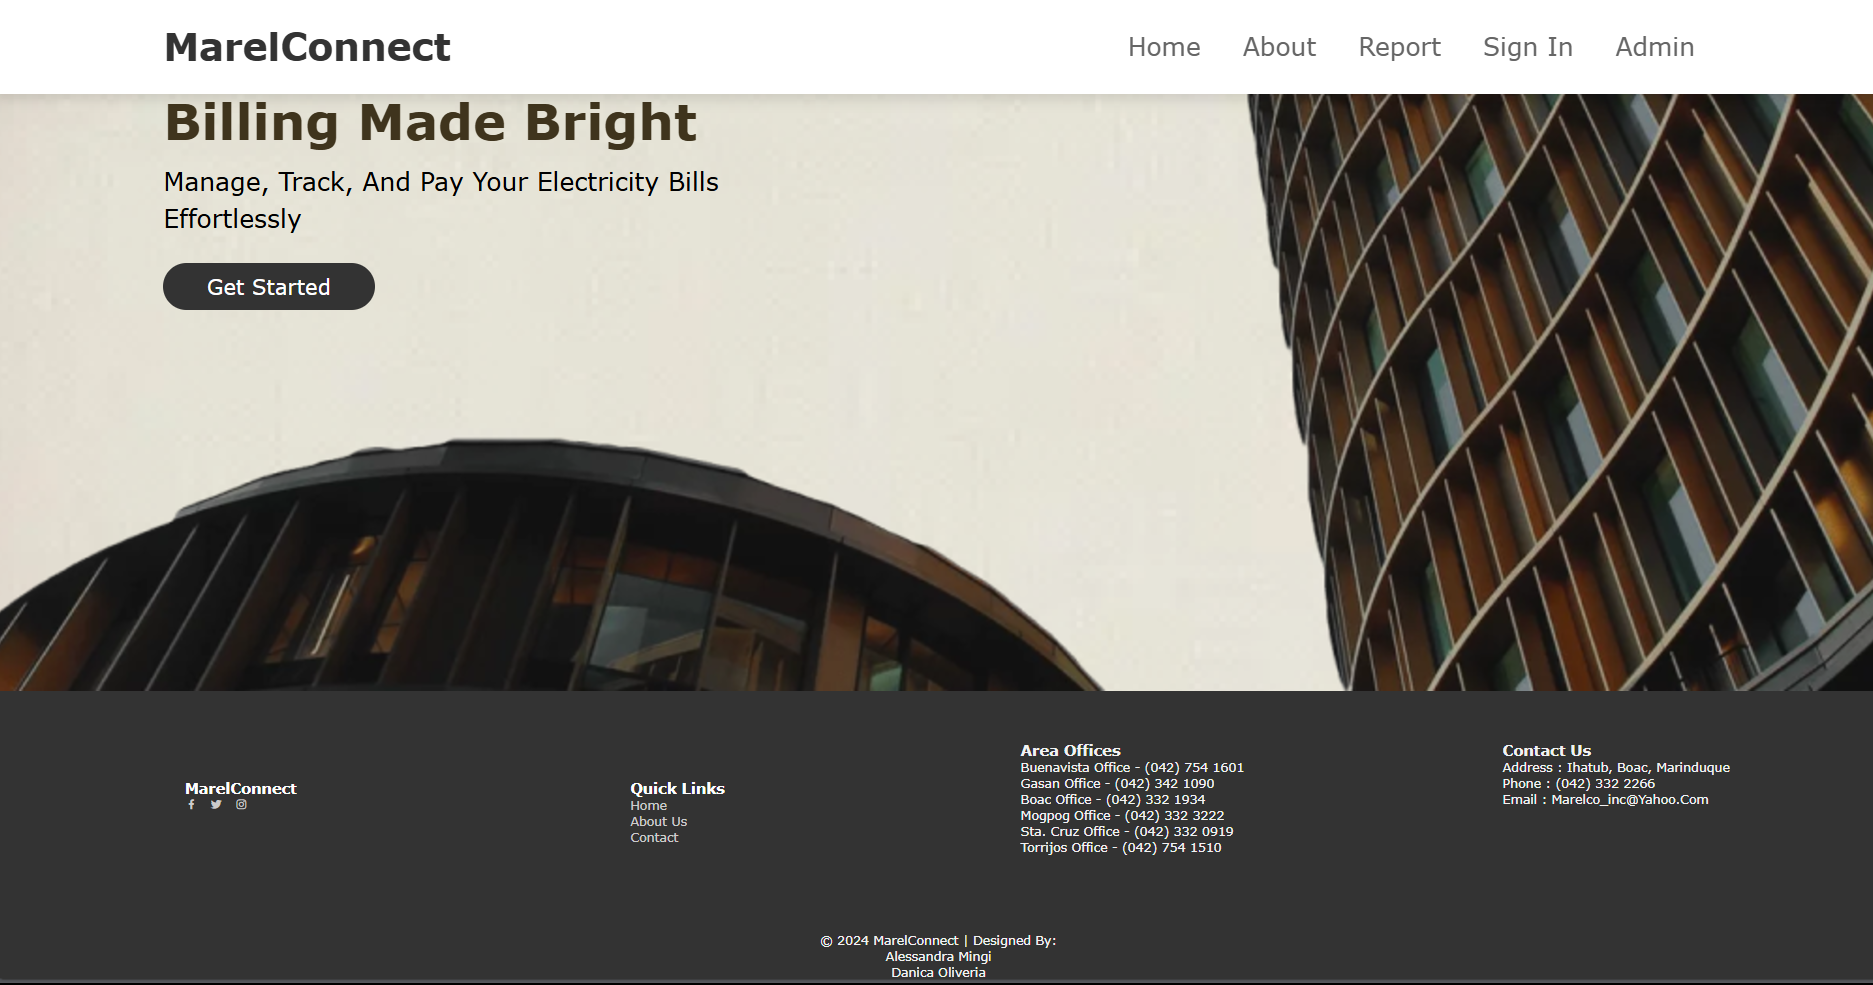 MarelConnect
Home About Report Sign In Admin
Billing Made Bright
Manage, Track, And Pay Your Electricity Bills
Effortlessly
Get Started
MarelConnect
Quick Links
Home
About Us
Contact
Area Offices
Buenavista Office - (042) 754 1601
Gasan Office - (042) 342 1090
Boac Office - (042) 332 1934
Mogpog Office - (042) 332 3222
Sta. Cruz Office - (042) 332 0919
Torrijos Office - (042) 754 1510
Contact Us
Address : Ihatub, Boac, Marinduque
Phone : (042) 332 2266
Email : Marelco_inc@Yahoo.Com
© 2024 MarelConnect | Designed By:
Alessandra Mingi
Danica Oliveria